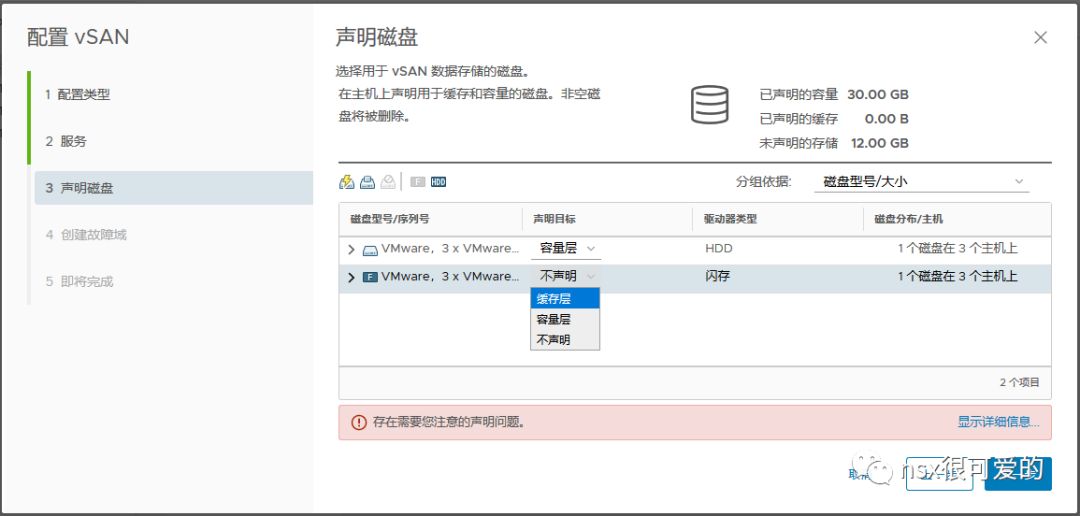 配置 vSAN
1 配置类型
2 服务
3 声明磁盘
4 创建故障域
5 即将完成
声明磁盘
选择用于 vSAN 数据存储的磁盘。
在主机上声明用于缓存和容量的磁盘。非空磁
盘将被删除。
已声明的容量 30.00 GB
已声明的缓存 0.00 B
未声明的存储 12.00 GB
F HDD
分组依据: 磁盘型号/大小
磁盘型号/序列号 声明目标 驱动器类型 磁盘分布/主机
VMware, 3 x VMware... 容量层 HDD 1 个磁盘在 3 个主机上
F VMware, 3 x VMware... 不声明 闪存 1 个磁盘在 3 个主机上
缓存层
容量层
不声明
2 个项目
存在需要您注意的声明问题。 显示详细信息...
nsx很可爱的